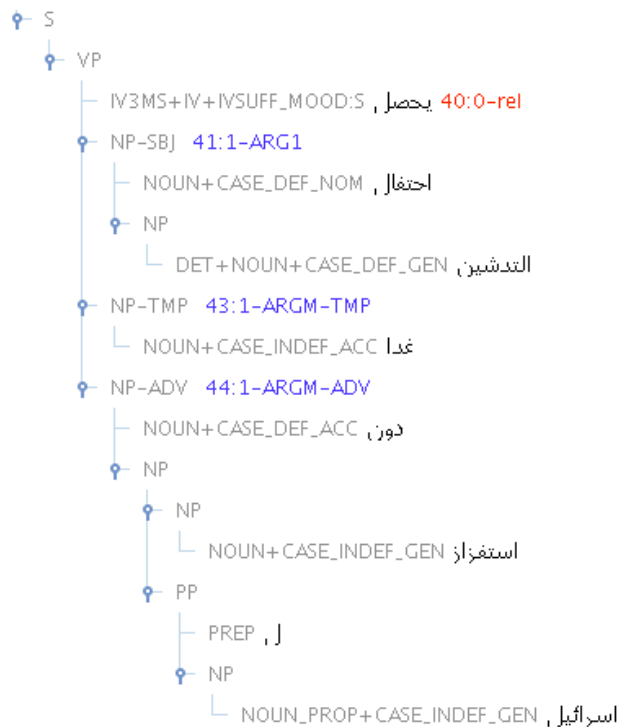 S
VP
IV3MS+IV+IVSUFF_MOOD:S يحصل 40:0-rel
NP-SBJ 41:1-ARG1
NOUN+CASE_DEF_NOM احتفال
NP
DET+NOUN+CASE_DEF_GEN التدشين
NP-TMP 43:1-ARGM-TMP
NOUN+CASE_INDEF_ACC غدا
NP-ADV 44:1-ARGM-ADV
NOUN+CASE_DEF_ACC دون
NP
NP
NOUN+CASE_INDEF_GEN استفزاز
PP
PREP ل
NP
NOUN_PROP+CASE_INDEF_GEN اسرائيل